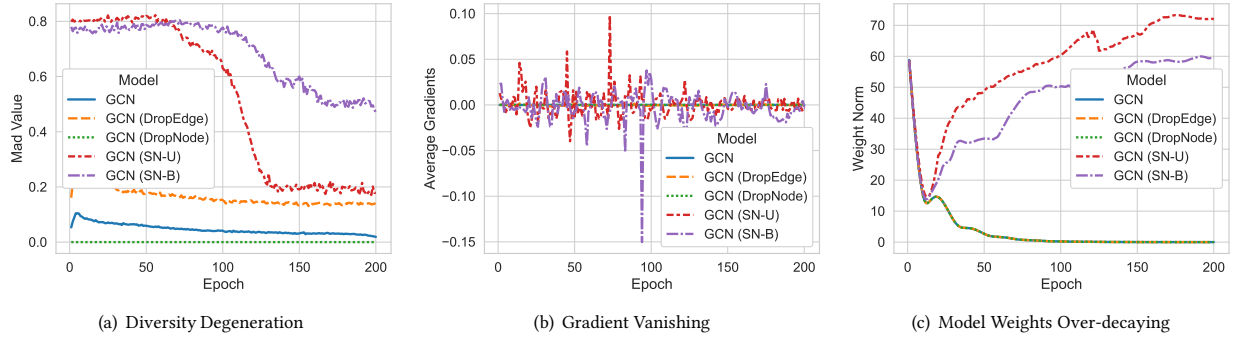 0.8
0.6
0.4
0.2
0.0
Mad Value
Model
GCN
GCN (DropEdge)
GCN (DropNode)
GCN (SN-U)
GCN (SN-B)
0 50 100 150 200
Epoch
(a) Diversity Degeneration
0.10
0.05
0.00
−0.05
−0.10
−0.15
Average Gradients
Model
GCN
GCN (DropEdge)
GCN (DropNode)
GCN (SN-U)
GCN (SN-B)
0 50 100 150 200
Epoch
(b) Gradient Vanishing
70
60
50
40
30
20
10
0
Weight Norm
Model
GCN
GCN (DropEdge)
GCN (DropNode)
GCN (SN-U)
GCN (SN-B)
0 50 100 150 200
Epoch
(c) Model Weights Over-decaying